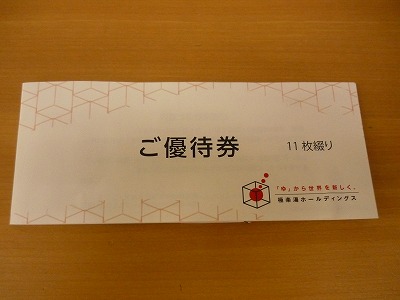 ご優待券 11枚綴り
「ゆ」から世界を新しく。
極楽湯ホールディングス